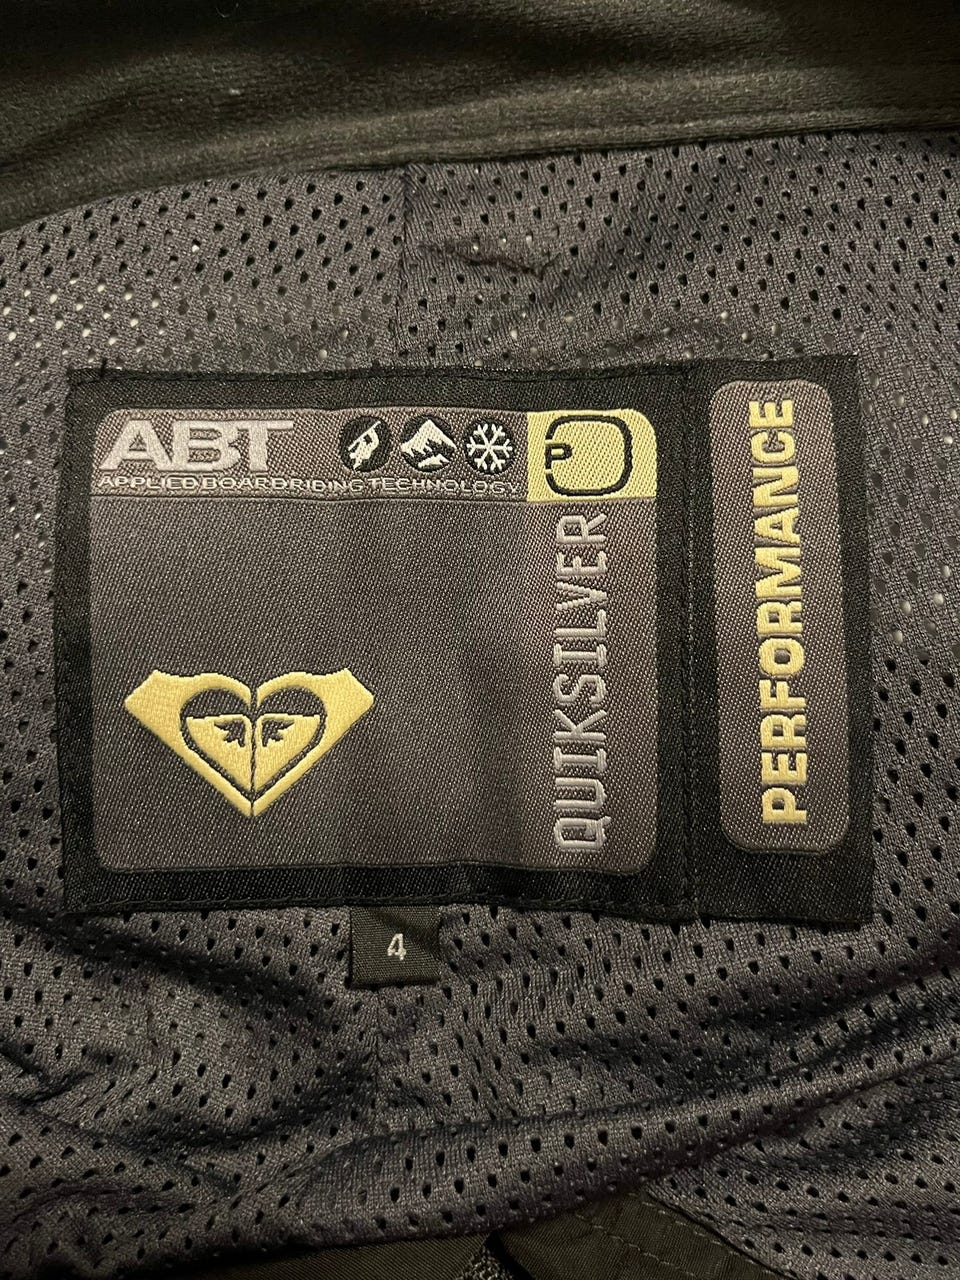 ABT
APPLIED BOARDRIDING TECHNOLOGY
P
QUIKSILVER
PERFORMANCE
4